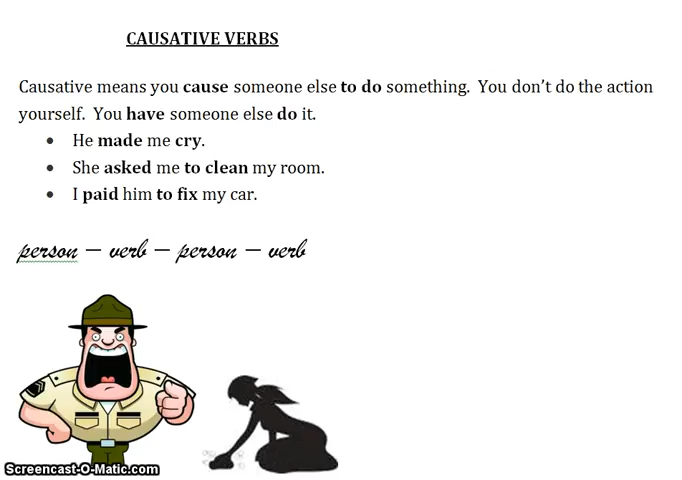 CAUSATIVE VERBS
Causative means you cause someone else to do something. You don't do the action
yourself. You have someone else do it.
• He made me cry.
• She asked me to clean my room.
• I paid him to fix my car.
person – verb – person – verb
Screencast-O-Matic.com